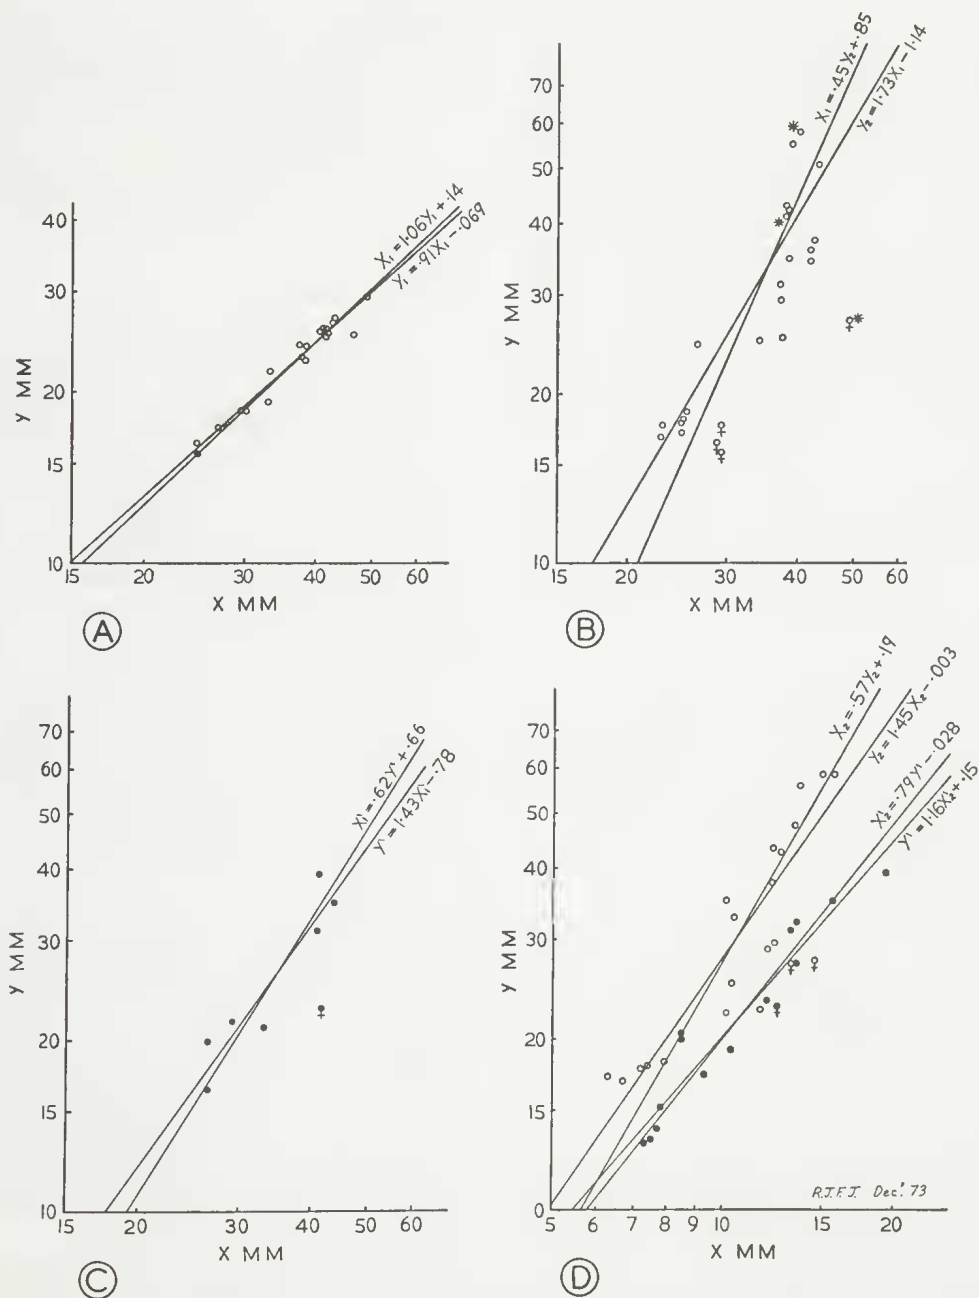 40
30
20
15
10
y MM
15 20 30 40 50 60
X MM
X₁ = 1·06Y₁ + ·14
Y₁ = ·91X₁ − ·069
A
70
60
50
40
30
20
15
10
y MM
15 20 30 40 50 60
X MM
X₁ = ·45Y₂ + ·85
Y₂ = 1·73X₁ − 1·14
B
70
60
50
40
30
20
15
10
y MM
15 20 30 40 50 60
X MM
X₁' = ·62Y' + ·66
Y' = 1·43X₁' − ·78
C
70
60
50
40
30
20
15
0
y MM
5 6 7 8 9 10 15 20
X MM
X₂ = ·57Y₂ + ·19
Y₂ = 1·45X₂ − ·003
X₂' = ·79Y' − ·028
Y' = 1·16X₂' + ·15
R.J.F.J. Dec.' 73
D